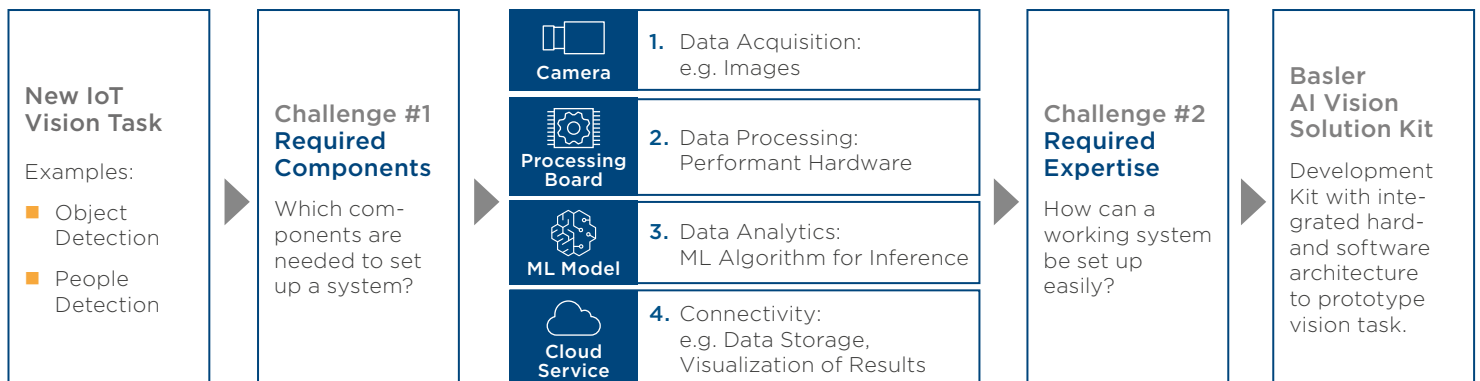 New IoT
Vision Task
Examples:
Object
Detection
People
Detection
Challenge #1
Required
Components
Which com-
ponents are
needed to set
up a system?
Camera
1. Data Acquisition:
e.g. Images
Processing
Board
2. Data Processing:
Performant Hardware
ML Model
3. Data Analytics:
ML Algorithm for Inference
Cloud
Service
4. Connectivity:
e.g. Data Storage,
Visualization of Results
Challenge #2
Required
Expertise
How can a
working system
be set up
easily?
Basler
AI Vision
Solution Kit
Development
Kit with inte-
grated hard-
and software
architecture
to prototype
vision task.